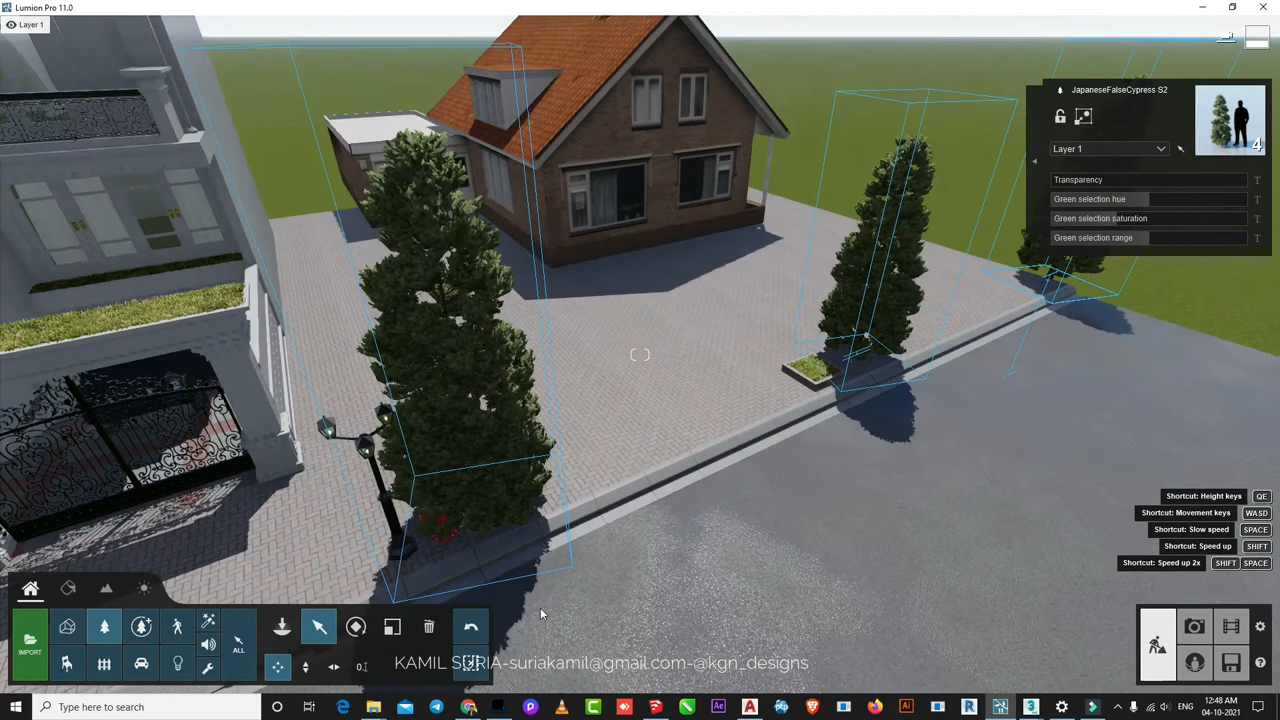 Lumion Pro 11.0
Layer 1
JapaneseFalseCypress S2
4
Layer 1
Transparency T
Green selection hue T
Green selection saturation T
Green selection range T
Shortcut: Height keys QE
Shortcut: Movement keys WASD
Shortcut: Slow speed SPACE
Shortcut: Speed up SHIFT
Shortcut: Speed up 2x SHIFT SPACE
IMPORT
ALL
KAMIL SURIA-suriakamil@gmail.com-@kgn_designs
Type here to search
ENG
12:48 AM
04-10-2021